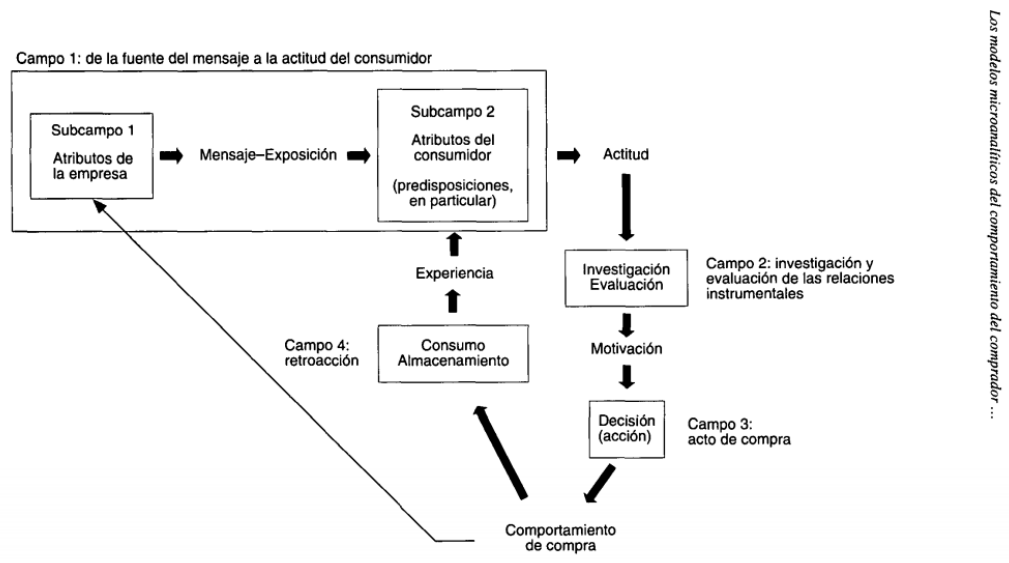 Campo 1: de la fuente del mensaje a la actitud del consumidor
Subcampo 1
Atributos de
la empresa
Mensaje–Exposición
Subcampo 2
Atributos del
consumidor
(predisposiciones,
en particular)
Actitud
Investigación
Evaluación
Campo 2: investigación y
evaluación de las relaciones
instrumentales
Motivación
Decisión
(acción)
Campo 3:
acto de compra
Comportamiento
de compra
Consumo
Almacenamiento
Campo 4:
retroacción
Experiencia
Los modelos microanalíticos del comportamiento del comprador ...